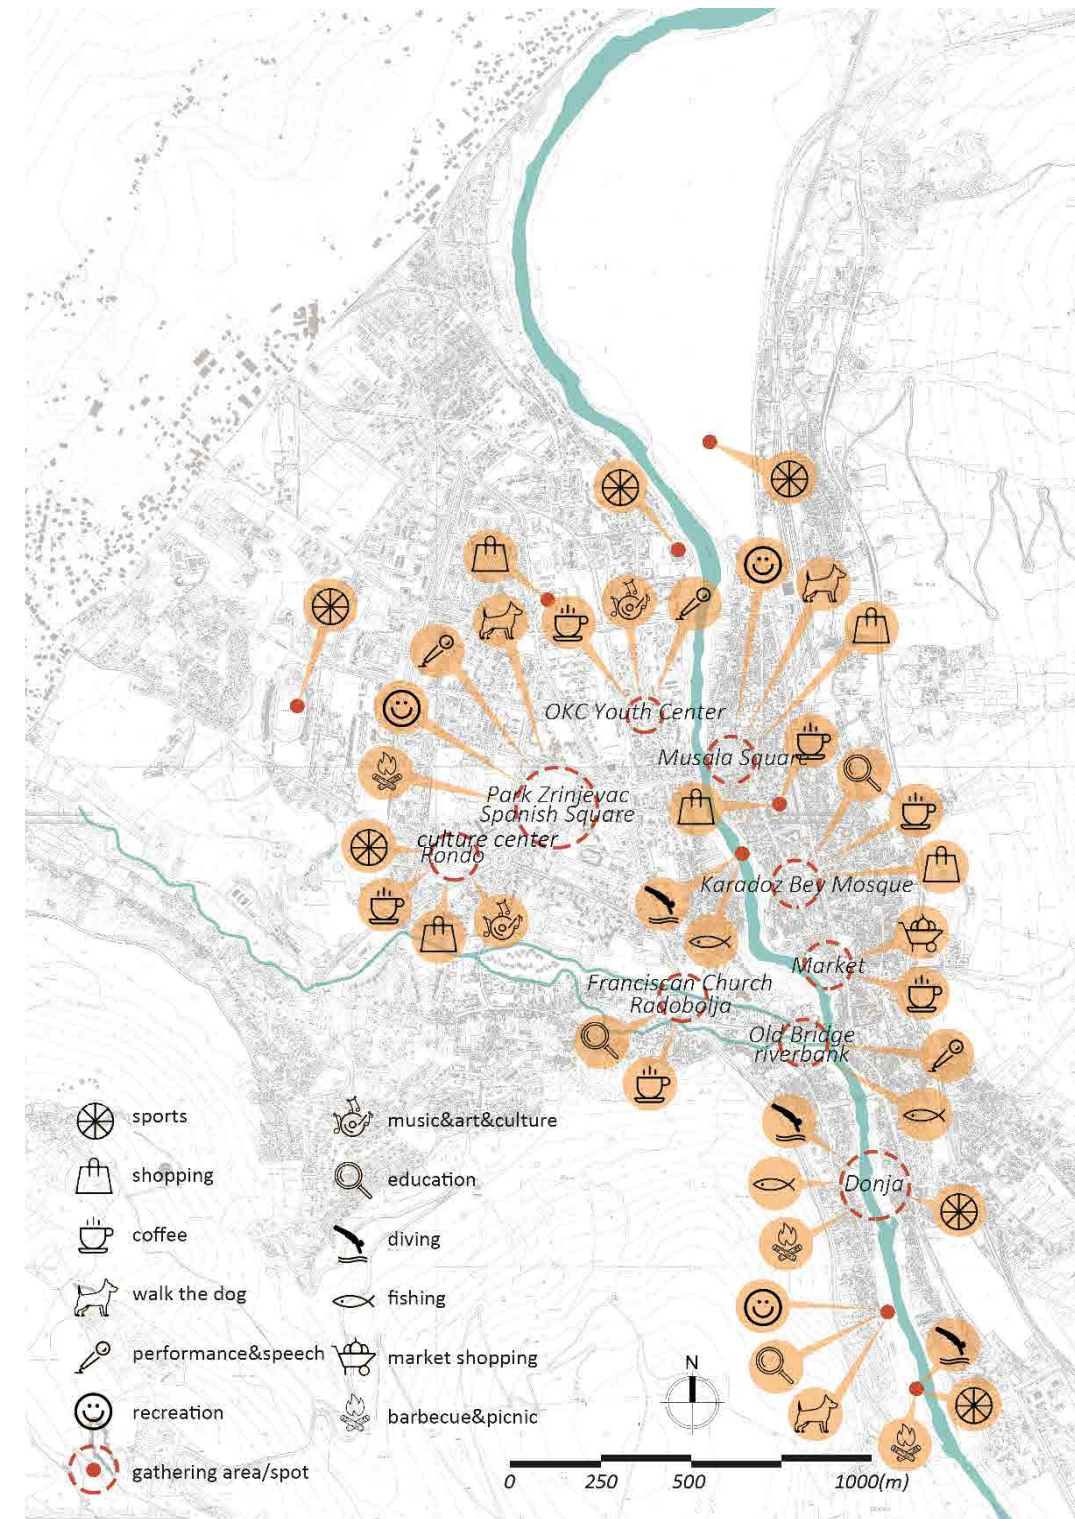 OKC Youth Center
Musala Square
Park Zrinjevac
Spanish Square
culture center
Rondo
Karadoz Bey Mosque
Market
Franciscan Church
Radobolja
Old Bridge
riverbank
Donja
sports
shopping
coffee
walk the dog
performance&speech
recreation
gathering area/spot
music&art&culture
education
diving
fishing
market shopping
barbecue&picnic
N
0 250 500 1000(m)